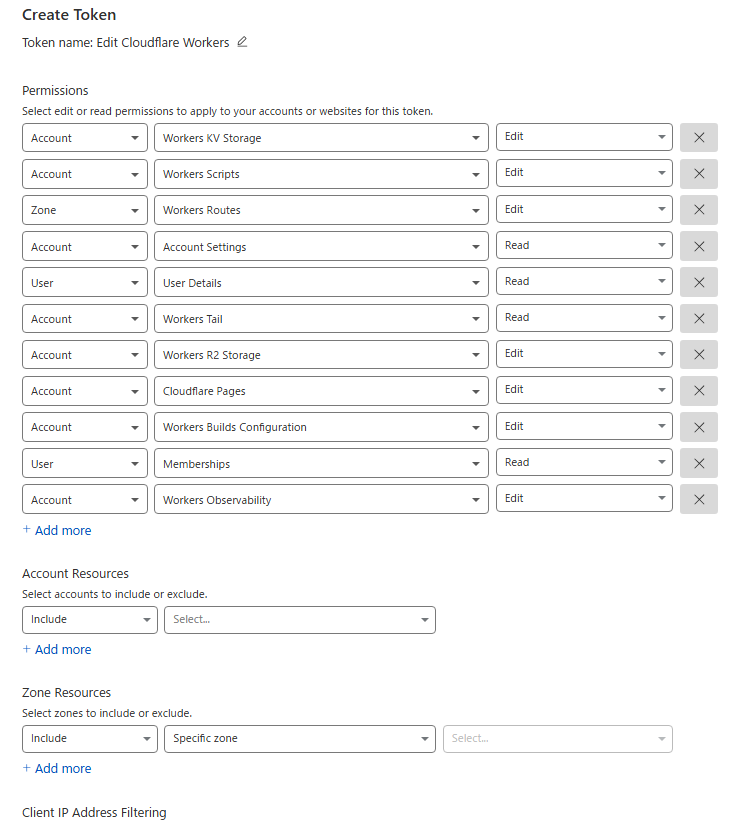 Create Token
Token name: Edit Cloudflare Workers
Permissions
Select edit or read permissions to apply to your accounts or websites for this token.
Account Workers KV Storage Edit
Account Workers Scripts Edit
Zone Workers Routes Edit
Account Account Settings Read
User User Details Read
Account Workers Tail Read
Account Workers R2 Storage Edit
Account Cloudflare Pages Edit
Account Workers Builds Configuration Edit
User Memberships Read
Account Workers Observability Edit
+ Add more
Account Resources
Select accounts to include or exclude.
Include Select...
+ Add more
Zone Resources
Select zones to include or exclude.
Include Specific zone Select...
+ Add more
Client IP Address Filtering